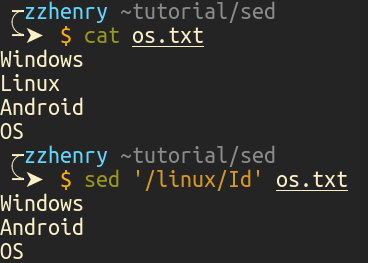 zzhenry ~tutorial/sed
$ cat os.txt
Windows
Linux
Android
OS
zzhenry ~tutorial/sed
$ sed '/linux/Id' os.txt
Windows
Android
OS